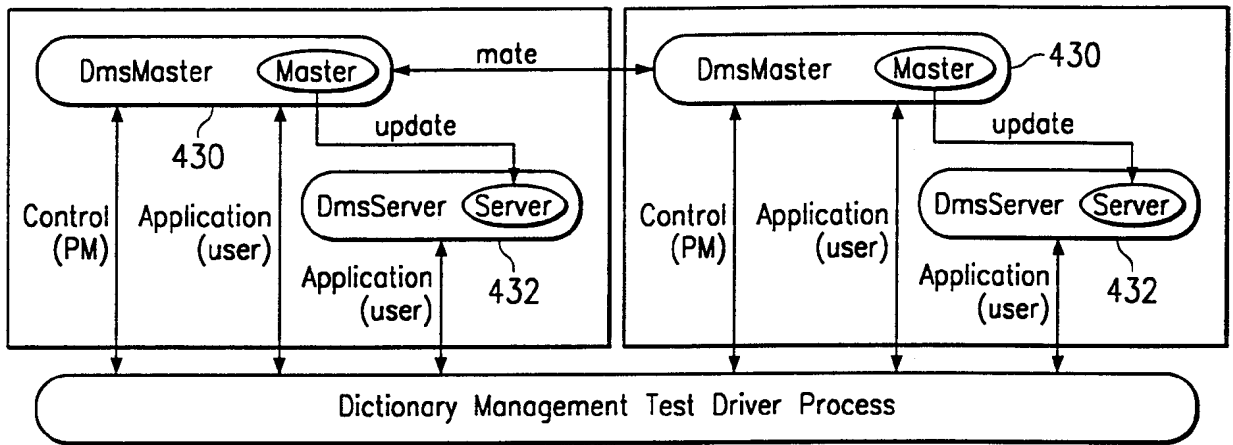 DmsMaster Master
mate
DmsMaster Master
430
430
update
update
DmsServer Server
DmsServer Server
Control
(PM)
Application
(user)
Control
(PM)
Application
(user)
432
432
Application
(user)
Application
(user)
Dictionary Management Test Driver Process